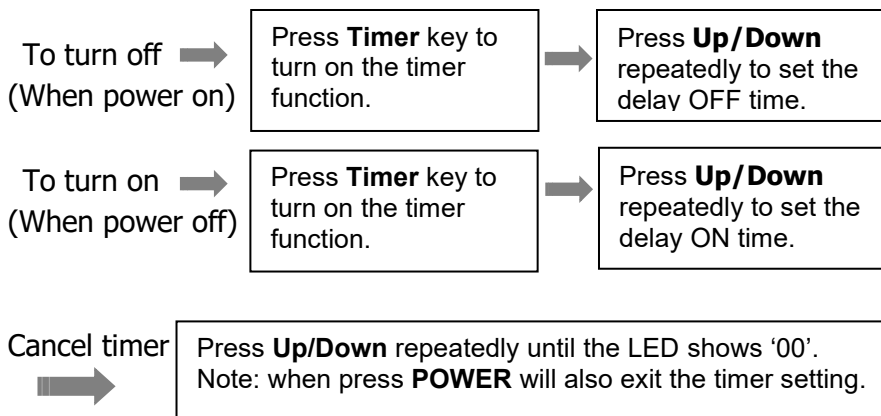 To turn off
(When power on)
Press Timer key to
turn on the timer
function.
Press Up/Down
repeatedly to set the
delay OFF time.
To turn on
(When power off)
Press Timer key to
turn on the timer
function.
Press Up/Down
repeatedly to set the
delay ON time.
Cancel timer
Press Up/Down repeatedly until the LED shows ‘00’.
Note: when press POWER will also exit the timer setting.